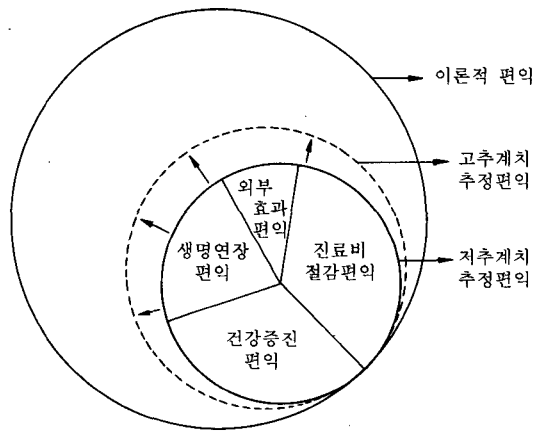 이론적 편익
고추계치
추정편익
저추계치
추정편익
외부
효과
편익
생명연장
편익
진료비
절감편익
건강증진
편익